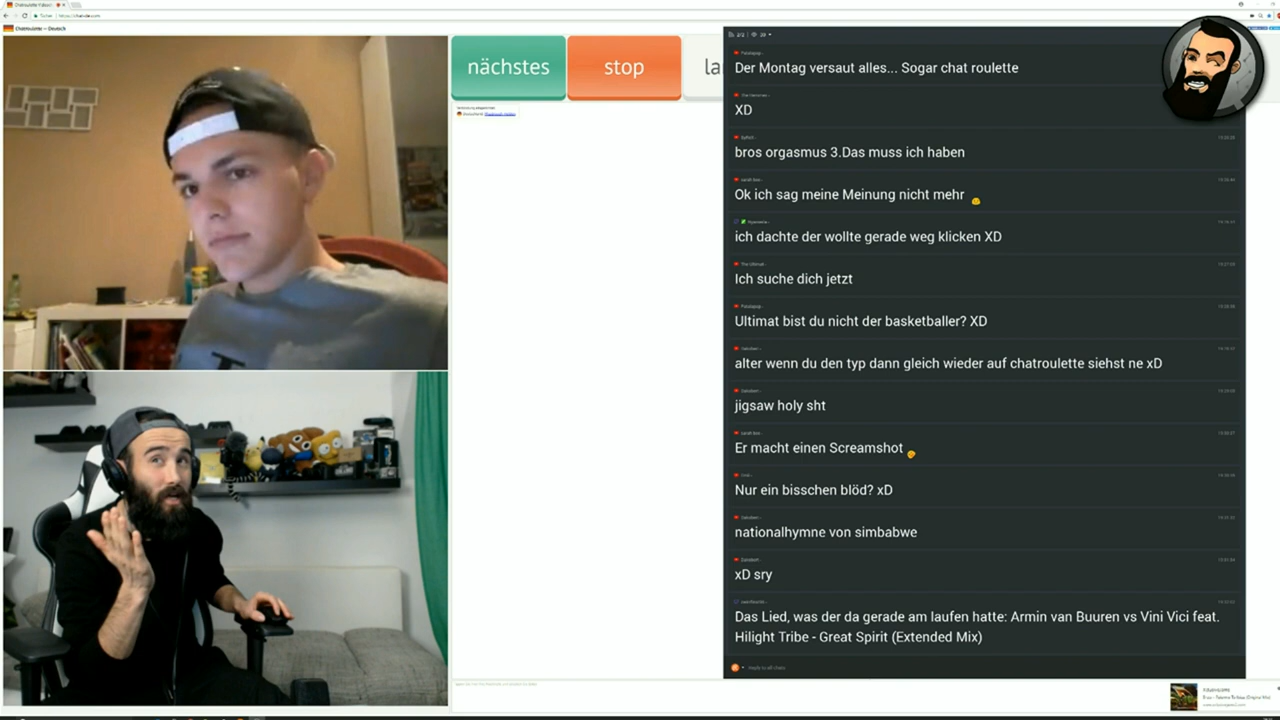 Chatroulette — Deutsch
nächstes
stop
Der Montag versaut alles... Sogar chat roulette
XD
bros orgasmus 3.Das muss ich haben
Ok ich sag meine Meinung nicht mehr
ich dachte der wollte gerade weg klicken XD
Ich suche dich jetzt
Ultimat bist du nicht der basketballer? XD
alter wenn du den typ dann gleich wieder auf chatroulette siehst ne xD
jigsaw holy sht
Er macht einen Screamshot
Nur ein bisschen blöd? xD
nationalhymne von simbabwe
xD sry
Das Lied, was der da gerade am laufen hatte: Armin van Buuren vs Vini Vici feat.
Hilight Tribe - Great Spirit (Extended Mix)